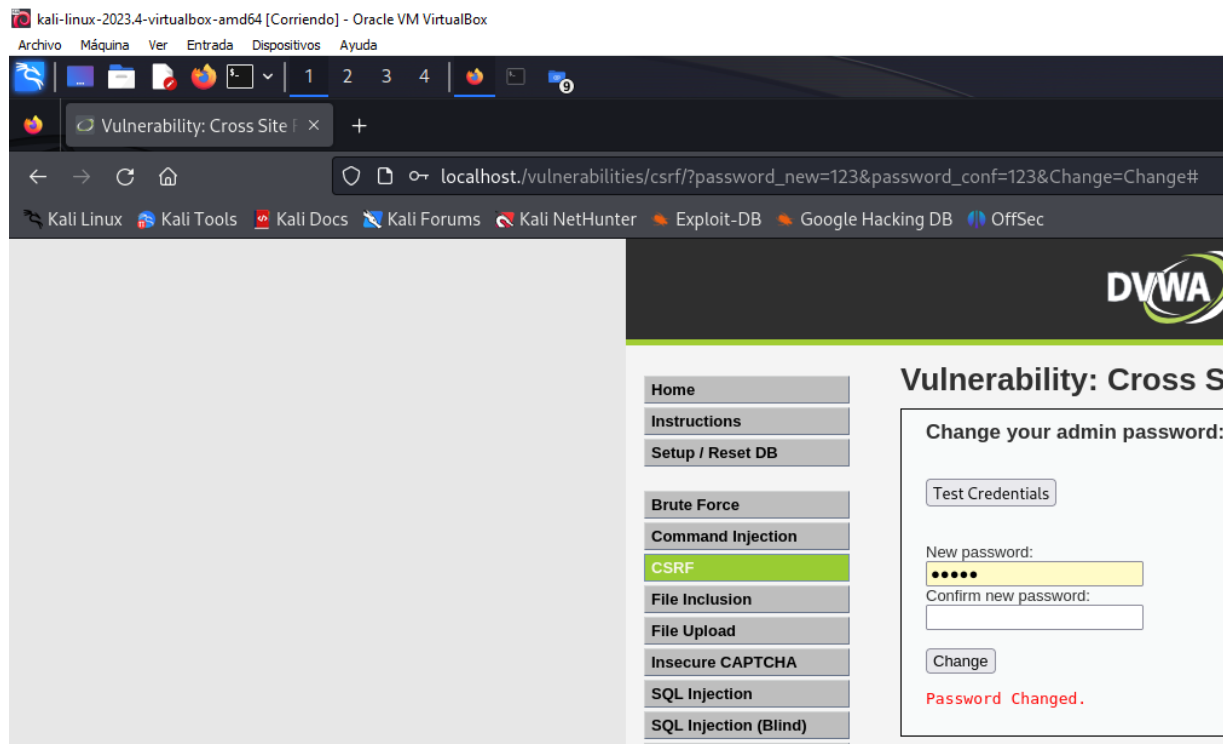 kali-linux-2023.4-virtualbox-amd64 [Corriendo] - Oracle VM VirtualBox
Archivo Máquina Ver Entrada Dispositivos Ayuda
1 2 3 4 9
Vulnerability: Cross Site
localhost./vulnerabilities/csrf/?password_new=123&password_conf=123&Change=Change#
Kali Linux Kali Tools Kali Docs Kali Forums Kali NetHunter Exploit-DB Google Hacking DB OffSec
DVWA
Vulnerability: Cross S
Home
Instructions
Setup / Reset DB
Brute Force
Command Injection
CSRF
File Inclusion
File Upload
Insecure CAPTCHA
SQL Injection
SQL Injection (Blind)
Change your admin password:
Test Credentials
New password:
•••••
Confirm new password:
Change
Password Changed.